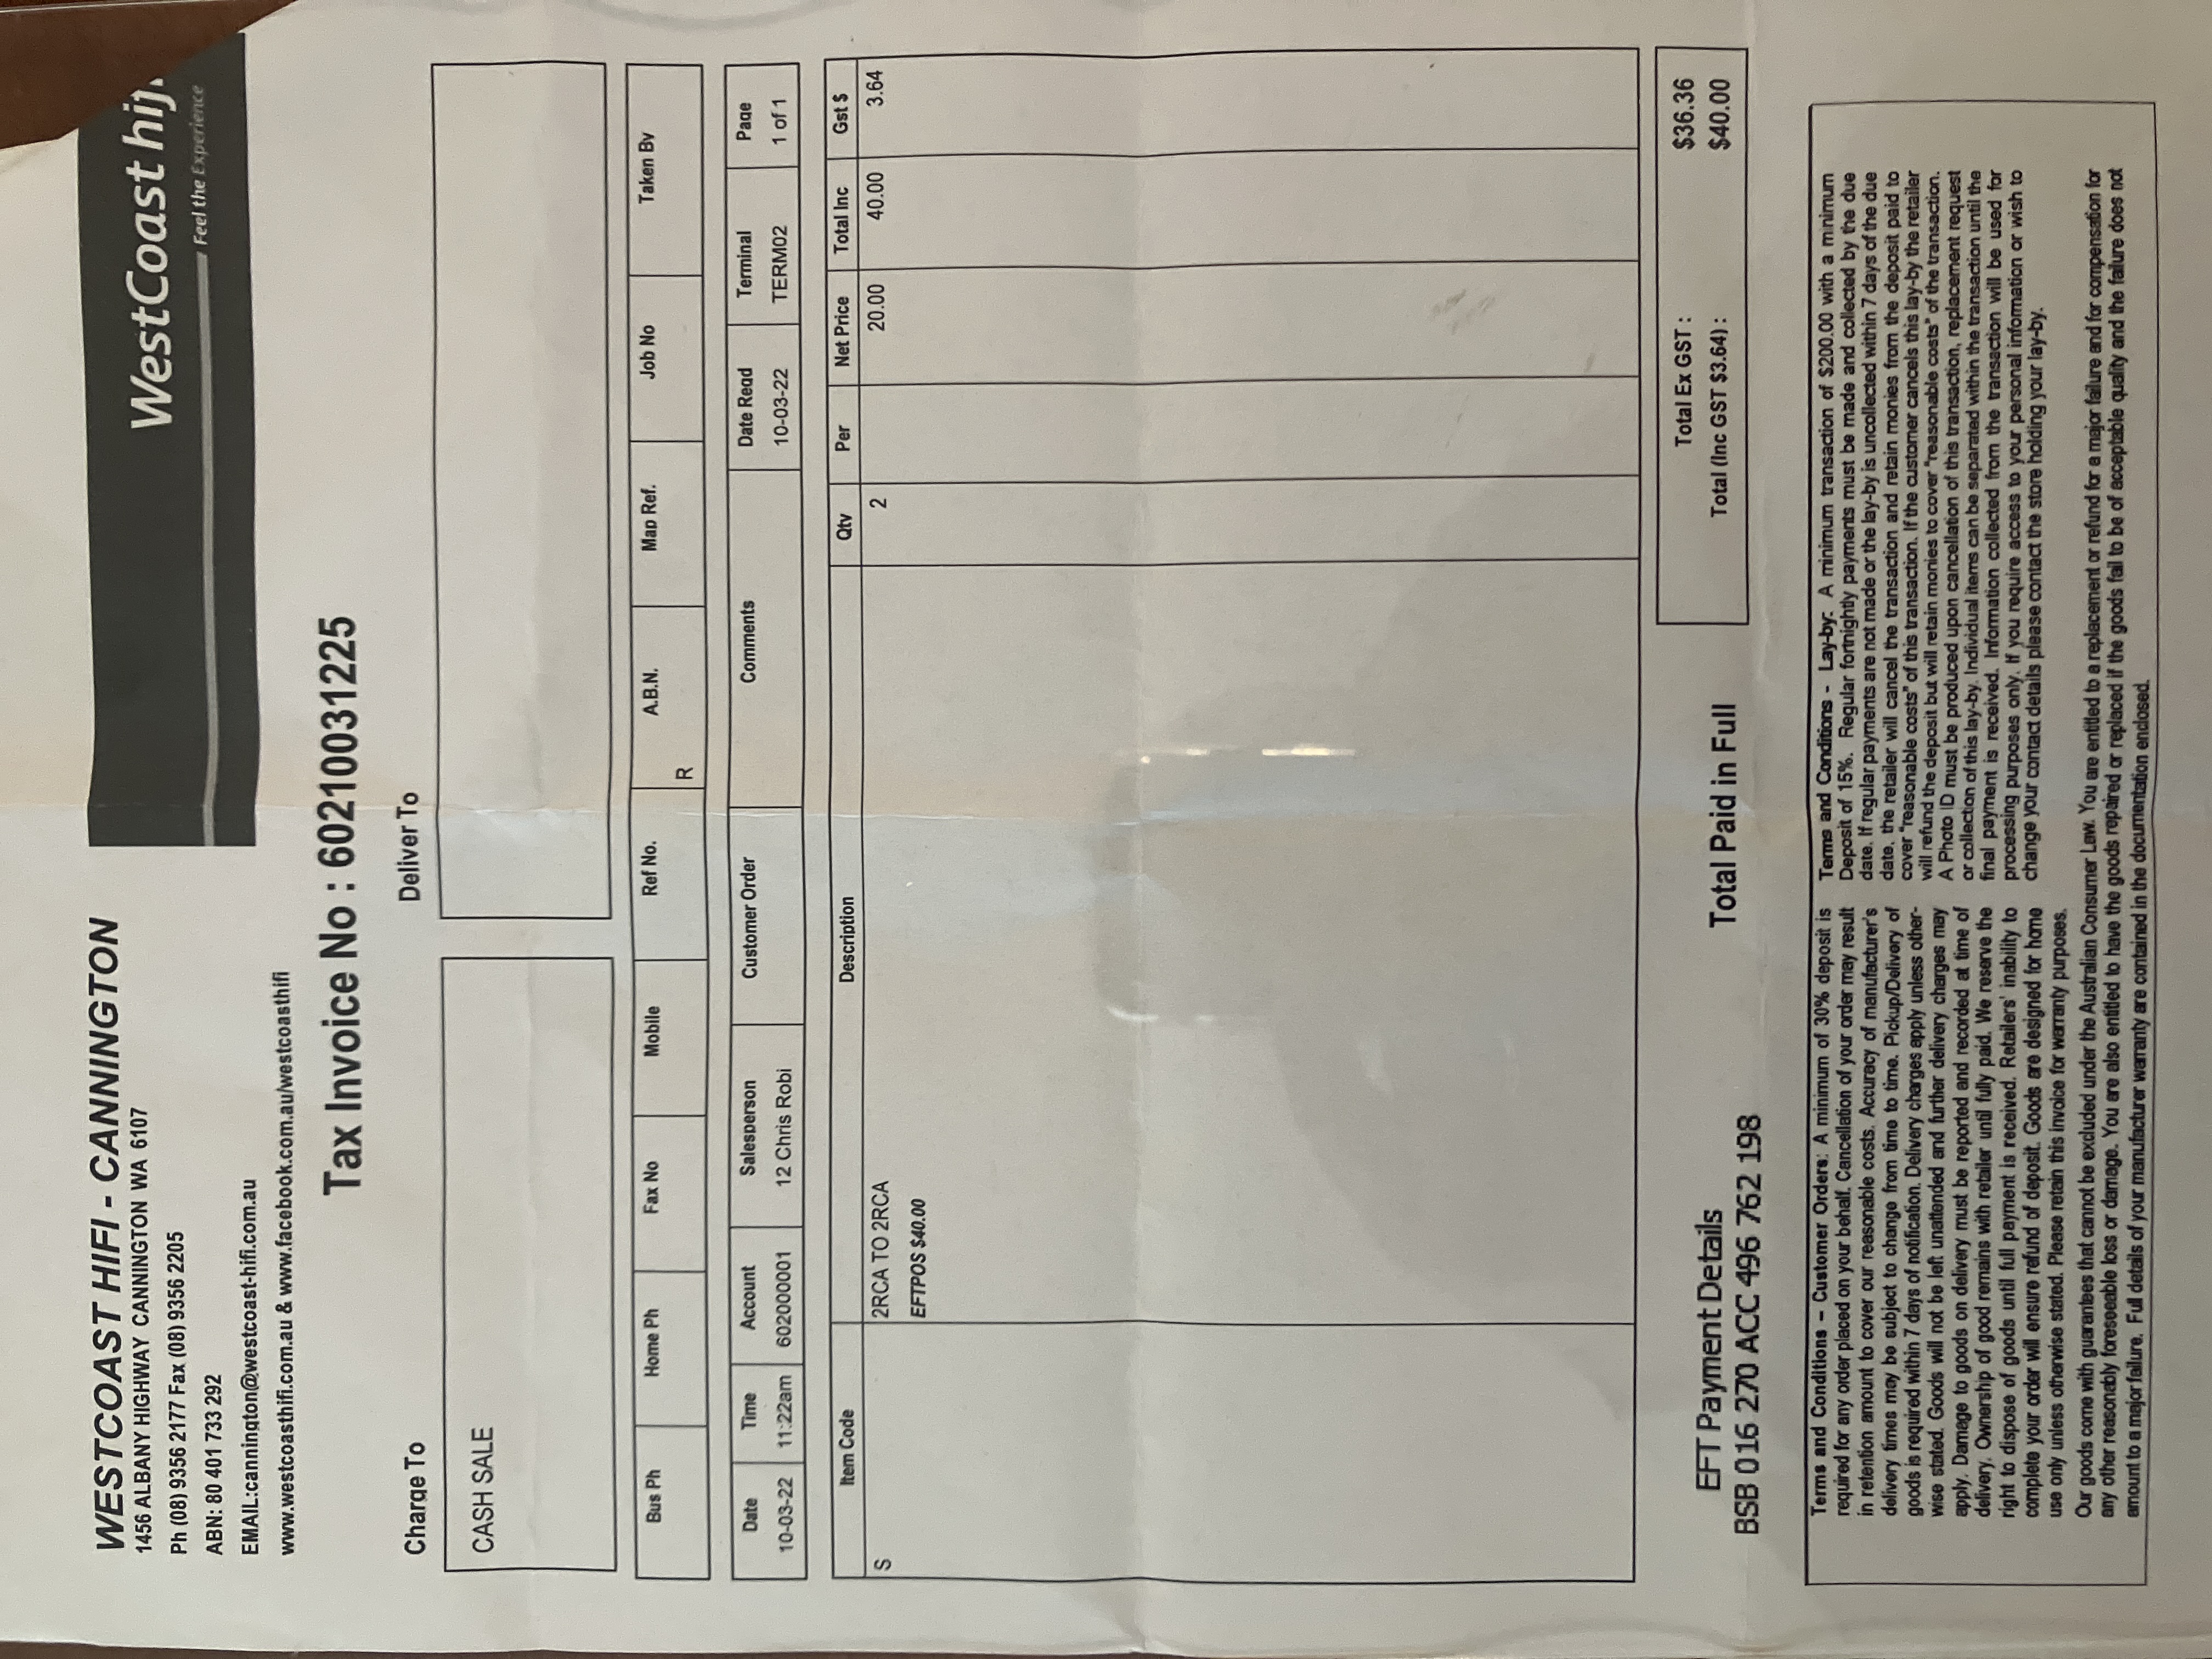 WESTCOAST HIFI - CANNINGTON
1456 ALBANY HIGHWAY CANNINGTON WA 6107
Ph (08) 9356 2177 Fax (08) 9356 2205
ABN: 80 401 733 292
EMAIL:cannington@westcoast-hifi.com.au
www.westcoasthifi.com.au & www.facebook.com.au/westcoasthifi
WestCoast hif
Feel the Experience
Tax Invoice No : 60210031225
Charge To
Deliver To
CASH SALE
Bus Ph Home Ph Fax No Mobile Ref No. A.B.N. Map Ref. Job No Taken By
R
Date Time Account Salesperson Customer Order Comments Date Reqd Terminal Page
10-03-22 11:22am 602000001 12 Chris Robi 10-03-22 TERM02 1 of 1
Item Code Description Qty Per Net Price Total Inc Gst $
S 2RCA TO 2RCA 2 20.00 40.00 3.64
EFTPOS $40.00
EFT Payment Details
BSB 016 270 ACC 496 762 198
Total Paid in Full
Total Ex GST : $36.36
Total (Inc GST $3.64) : $40.00
Terms and Conditions – Customer Orders: A minimum of 30% deposit is
required for any order placed on your behalf. Cancellation of your order may result
in retention amount to cover our reasonable costs. Accuracy of manufacturer's
delivery times may be subject to change from time to time. Pickup/Delivery of
goods is required within 7 days of notification. Delivery charges apply unless other-
wise stated. Goods will not be left unattended and further delivery charges may
apply. Damage to goods on delivery must be reported and recorded at time of
delivery. Ownership of good remains with retailer until fully paid. We reserve the
right to dispose of goods until full payment is received. Retailers' inability to
complete your order will ensure refund of deposit. Goods are designed for home
use only unless otherwise stated. Please retain this invoice for warranty purposes.
Terms and Conditions - Lay-by: A minimum transaction of $200.00 with a minimum
Deposit of 15%. Regular fortnightly payments must be made and collected by the due
date. If regular payments are not made or the lay-by is uncollected within 7 days of the due
date, the retailer will cancel the transaction and retain monies from the deposit paid to
cover "reasonable costs" of this transaction. If the customer cancels this lay-by the retailer
will refund the deposit but will retain monies to cover "reasonable costs" of the transaction.
A Photo ID must be produced upon cancellation of this transaction, replacement request
or collection of this lay-by. Individual items can be separated within the transaction until the
final payment is received. Information collected from the transaction will be used for
processing purposes only. If you require access to your personal information or wish to
change your contact details please contact the store holding your lay-by.
Our goods come with guarantees that cannot be excluded under the Australian Consumer Law. You are entitled to a replacement or refund for a major failure and for compensation for
any other reasonably foreseeable loss or damage. You are also entitled to have the goods repaired or replaced if the goods fail to be of acceptable quality and the failure does not
amount to a major failure. Full details of your manufacturer warranty are contained in the documentation enclosed.